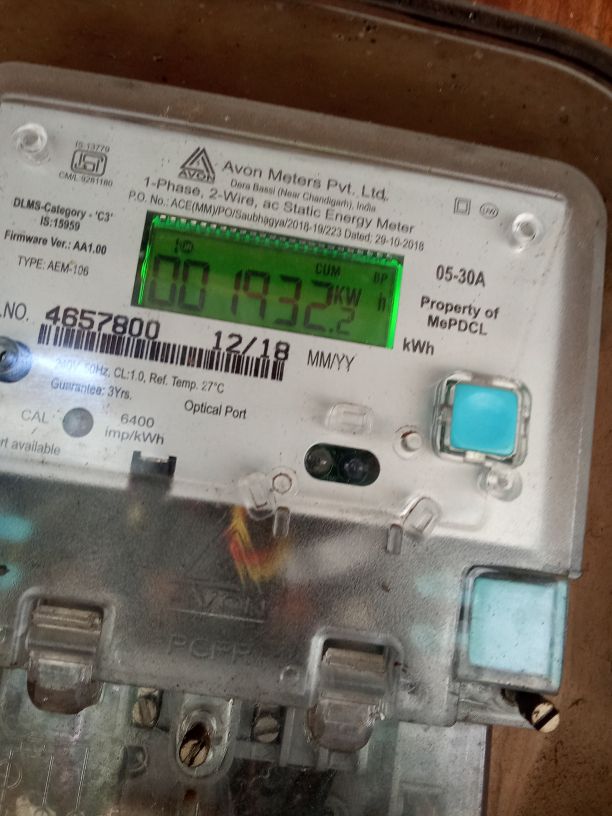 IS 13779
CM/L 9281180
AVON
Avon Meters Pvt. Ltd.
Dera Bassi (Near Chandigarh), India
1-Phase, 2-Wire, ac Static Energy Meter
P.O. No.: ACE(MM)/PO/Saubhagya/2018-19/223 Dated: 29-10-2018
DLMS-Category - 'C3'
IS:15959
Firmware Ver.: AA1.00
TYPE: AEM-106
CUM
001932.2 KW h
05-30A
Property of
MePDCL
kWh
.NO. 4657800 12/18 MM/YY
240V, 50Hz, CL:1.0, Ref. Temp. 27°C
Guarantee: 3Yrs.
Optical Port
CAL
6400
imp/kWh
rt available
AVON